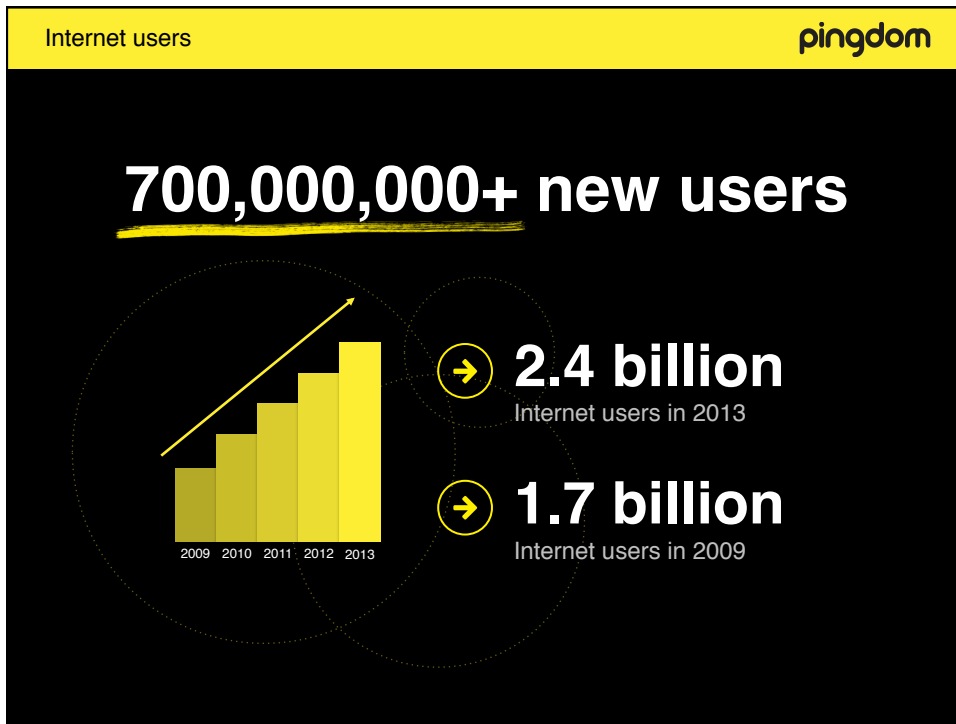 Internet users
pingdom
700,000,000+ new users
2.4 billion
Internet users in 2013
1.7 billion
Internet users in 2009
2009 2010 2011 2012 2013